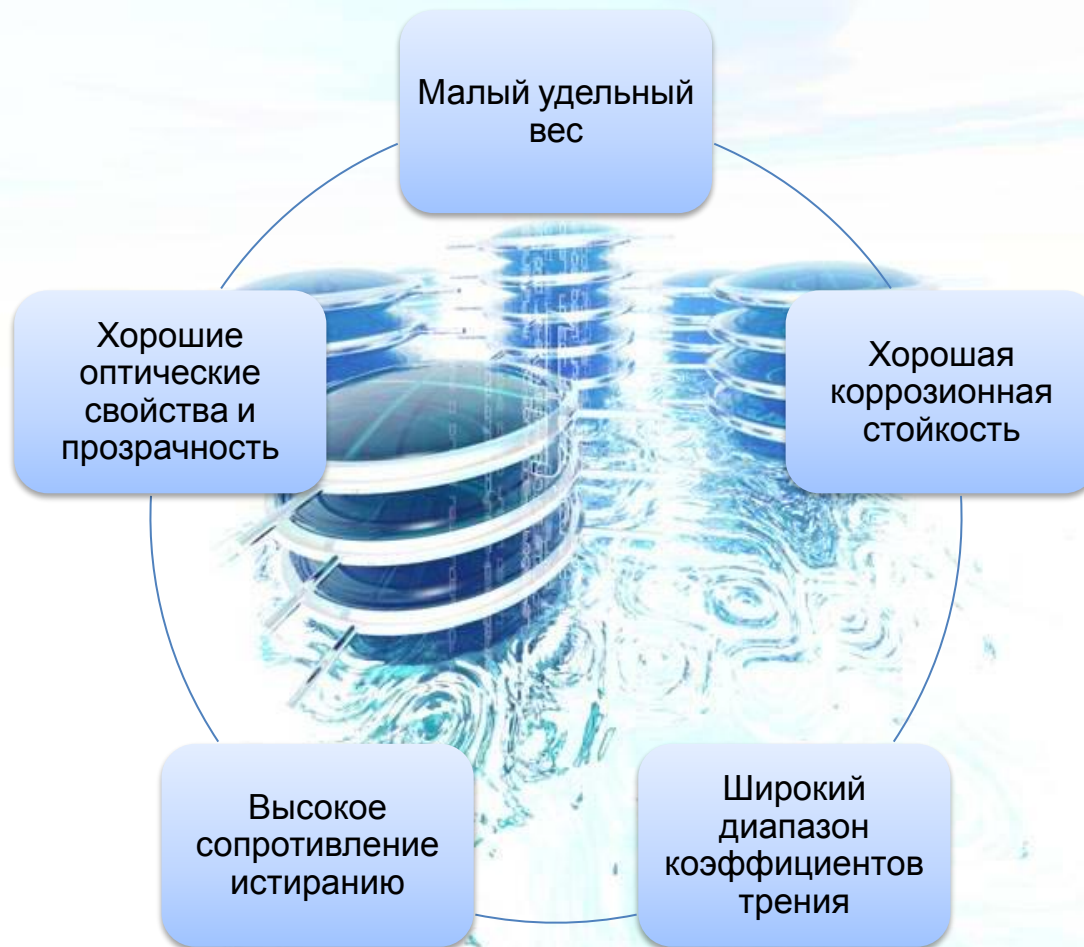 Малый удельный
вес
Хорошая
коррозионная
стойкость
Широкий
диапазон
коэффициентов
трения
Высокое
сопротивление
истиранию
Хорошие
оптические
свойства и
прозрачность